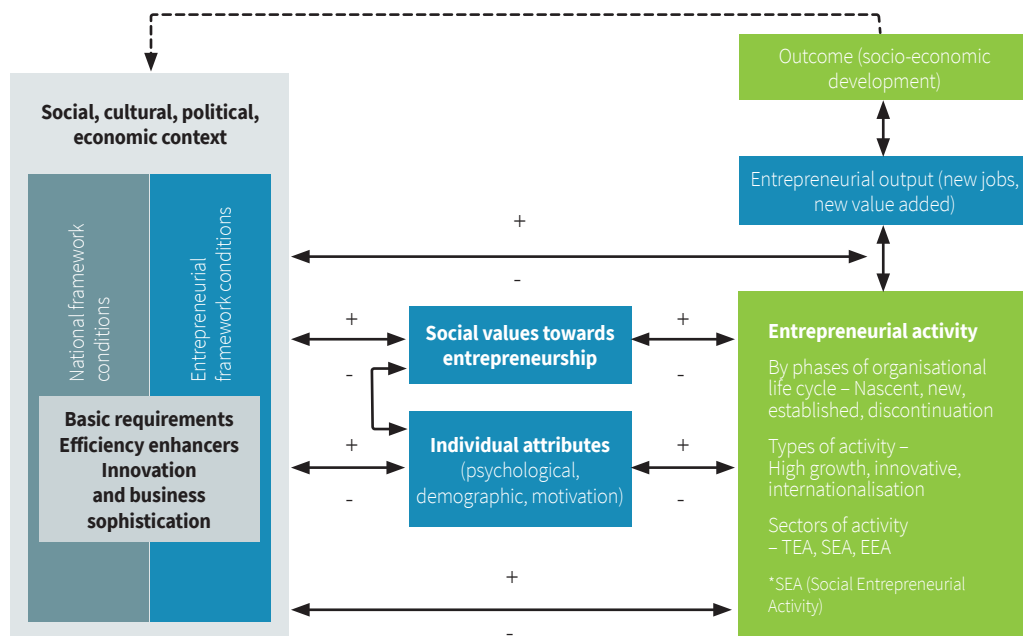 Social, cultural, political,
economic context
National framework
conditions
Entrepreneurial
framework conditions
Basic requirements
Efficiency enhancers
Innovation
and business
sophistication
+
-
+
-
Social values towards
entrepreneurship
+
-
+
-
Individual attributes
(psychological,
demographic, motivation)
+
-
+
-
Outcome (socio-economic
development)
Entrepreneurial output (new jobs,
new value added)
Entrepreneurial activity
By phases of organisational
life cycle – Nascent, new,
established, discontinuation
Types of activity –
High growth, innovative,
internationalisation
Sectors of activity
– TEA, SEA, EEA
*SEA (Social Entrepreneurial
Activity)